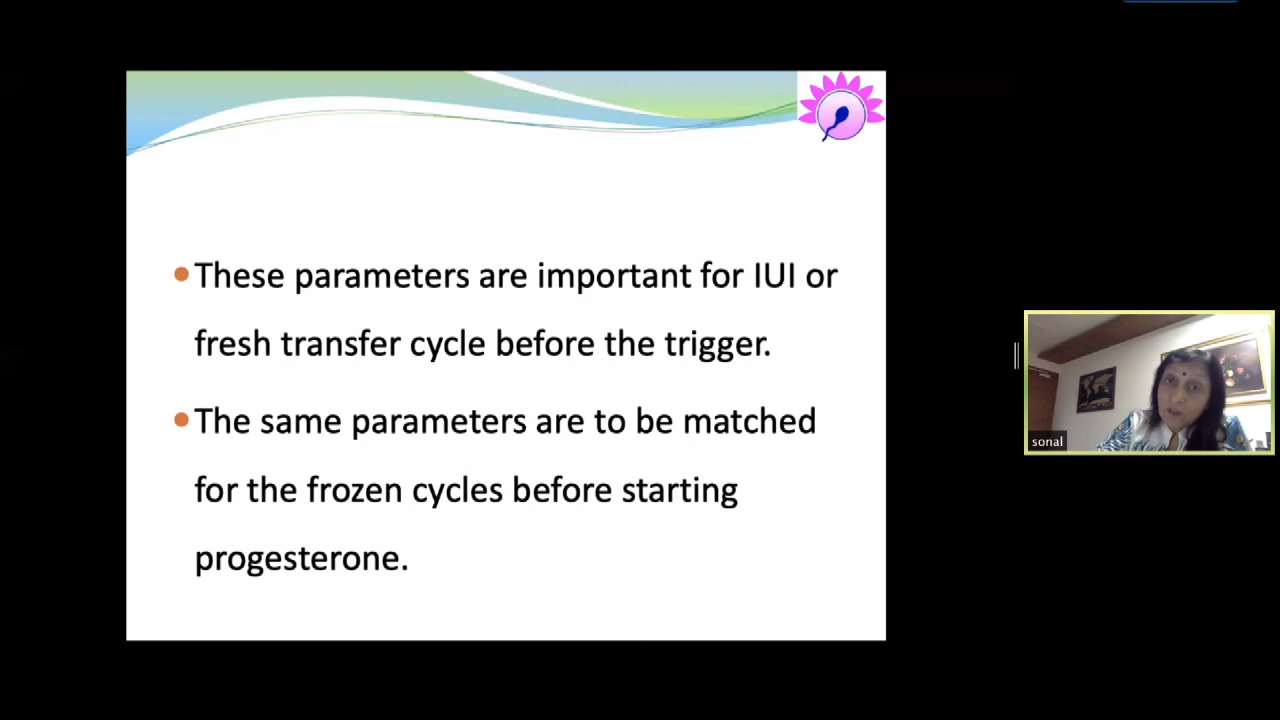 These parameters are important for IUI or
fresh transfer cycle before the trigger.
The same parameters are to be matched
for the frozen cycles before starting
progesterone.
sonal